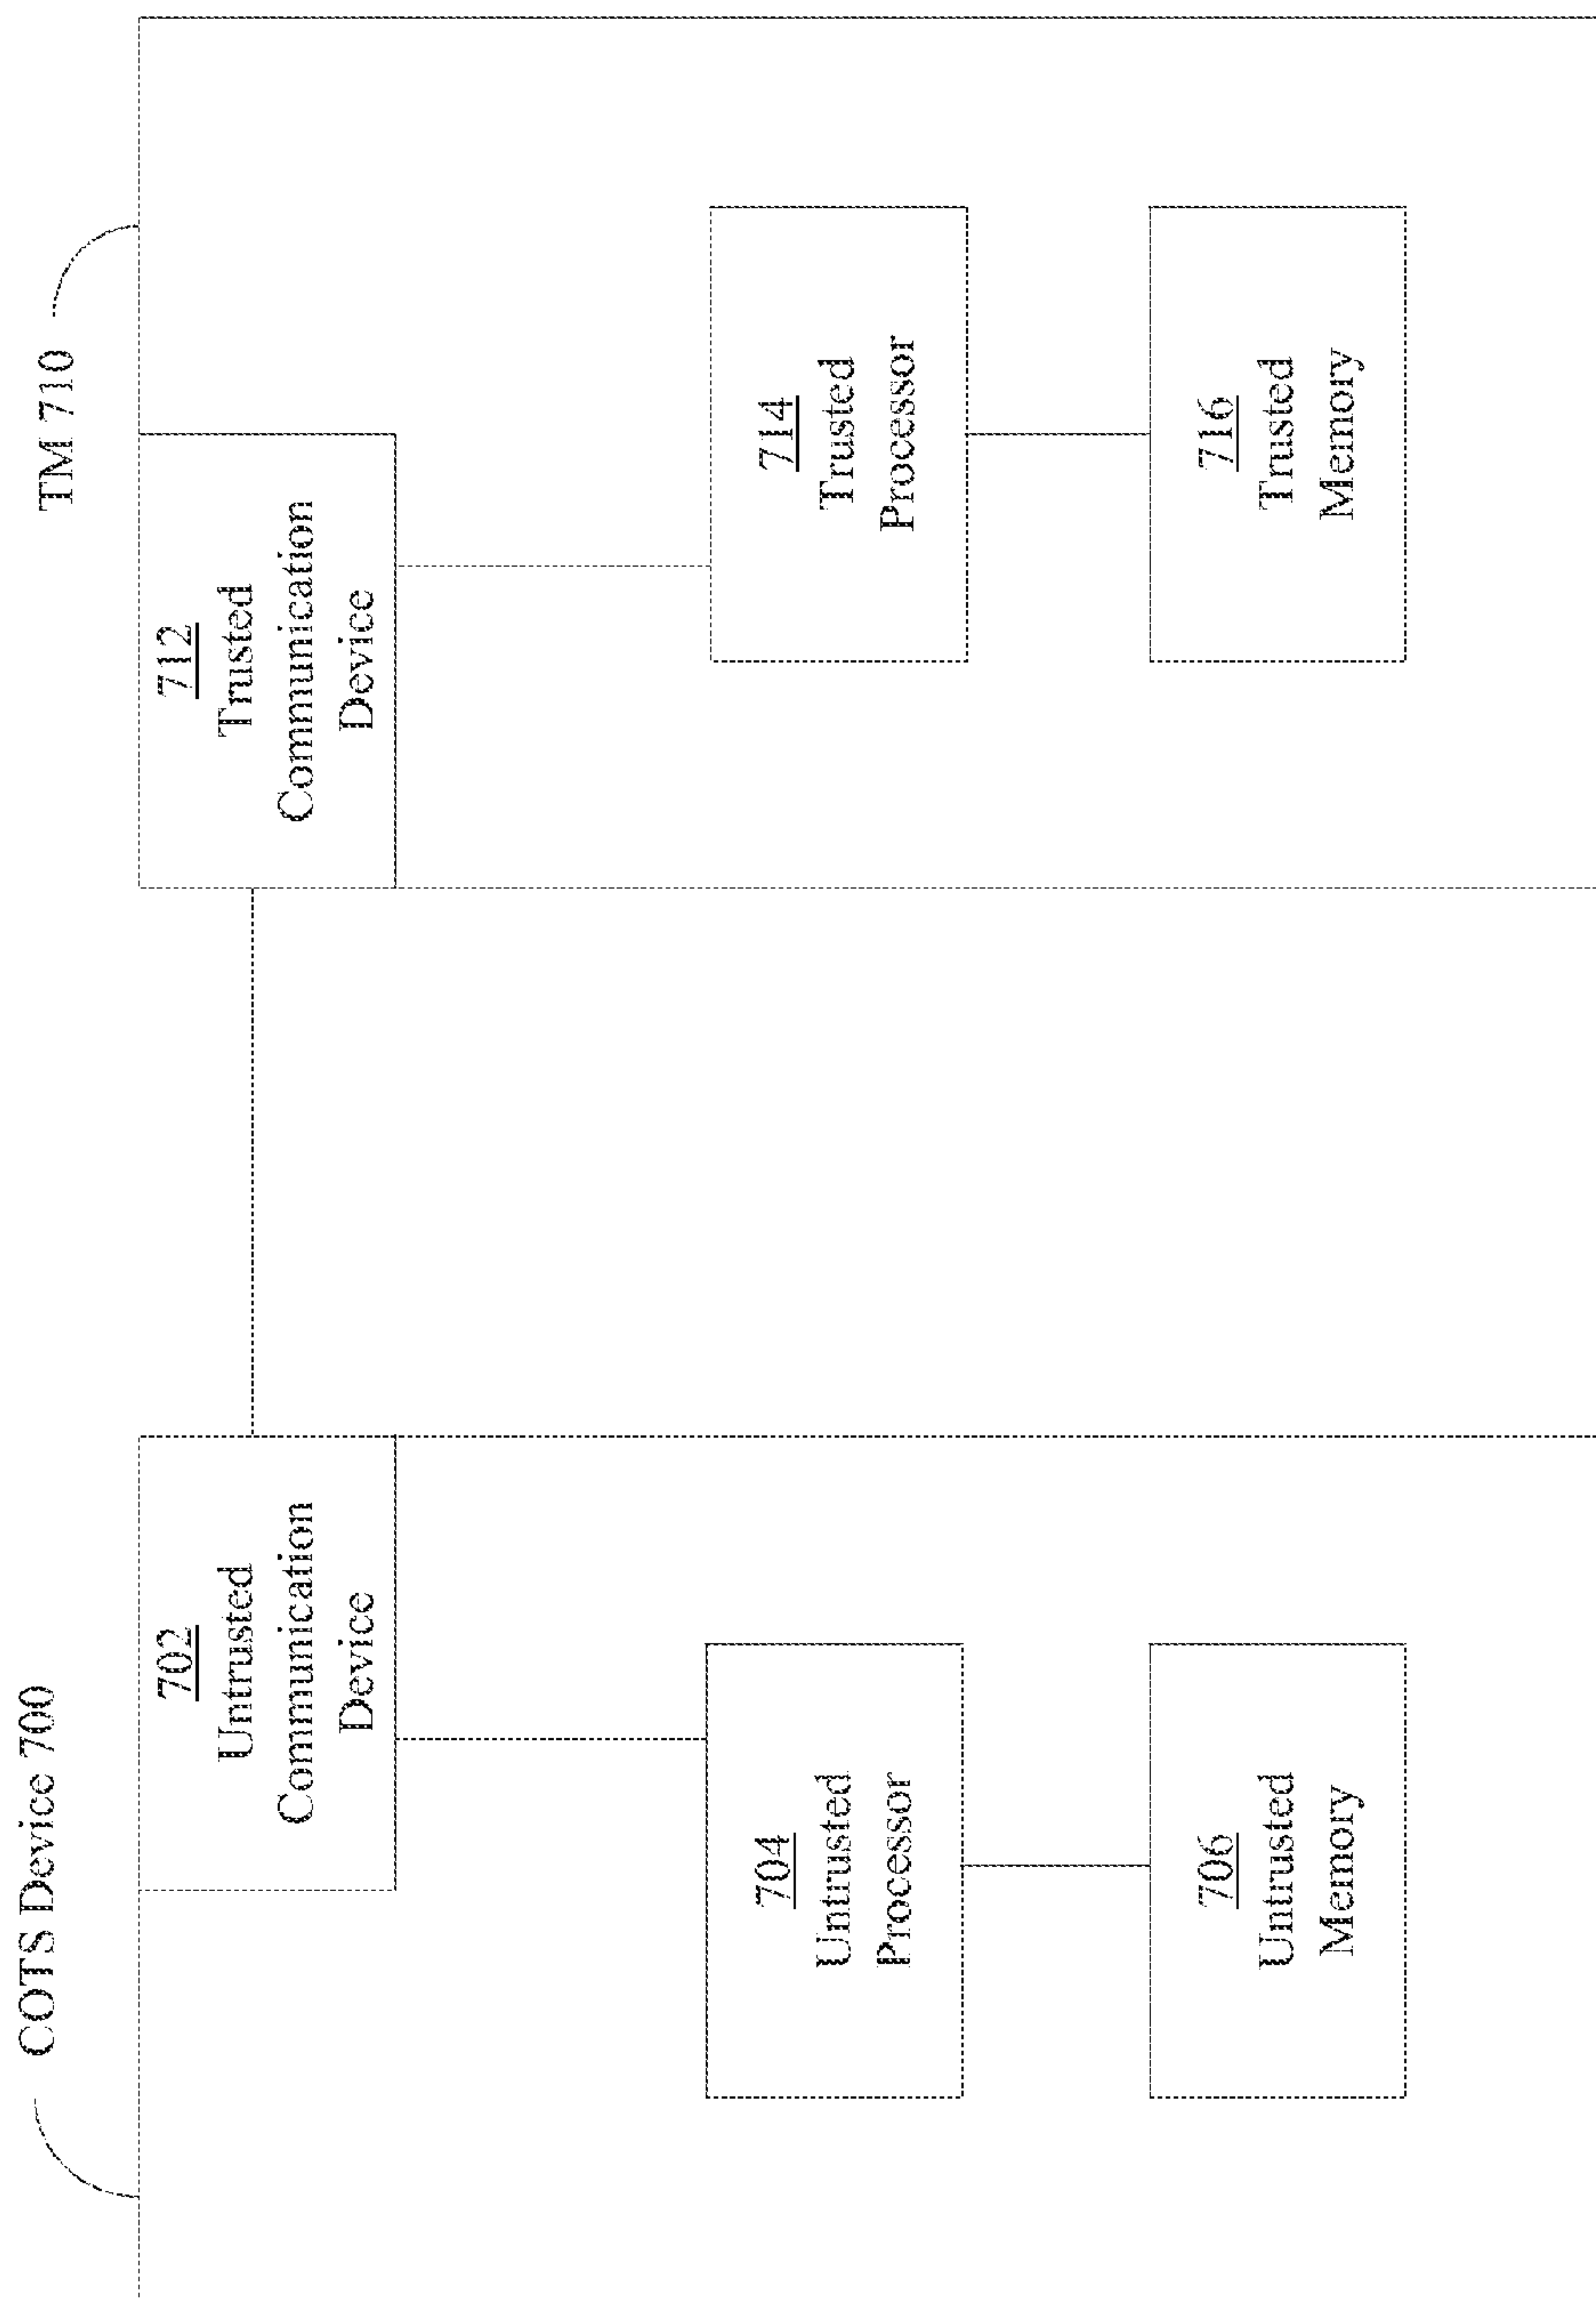 COTS Device 700
702
Untrusted
Communication
Device
704
Untrusted
Processor
706
Untrusted
Memory
TM 710
712
Trusted
Communication
Device
714
Trusted
Processor
716
Trusted
Memory